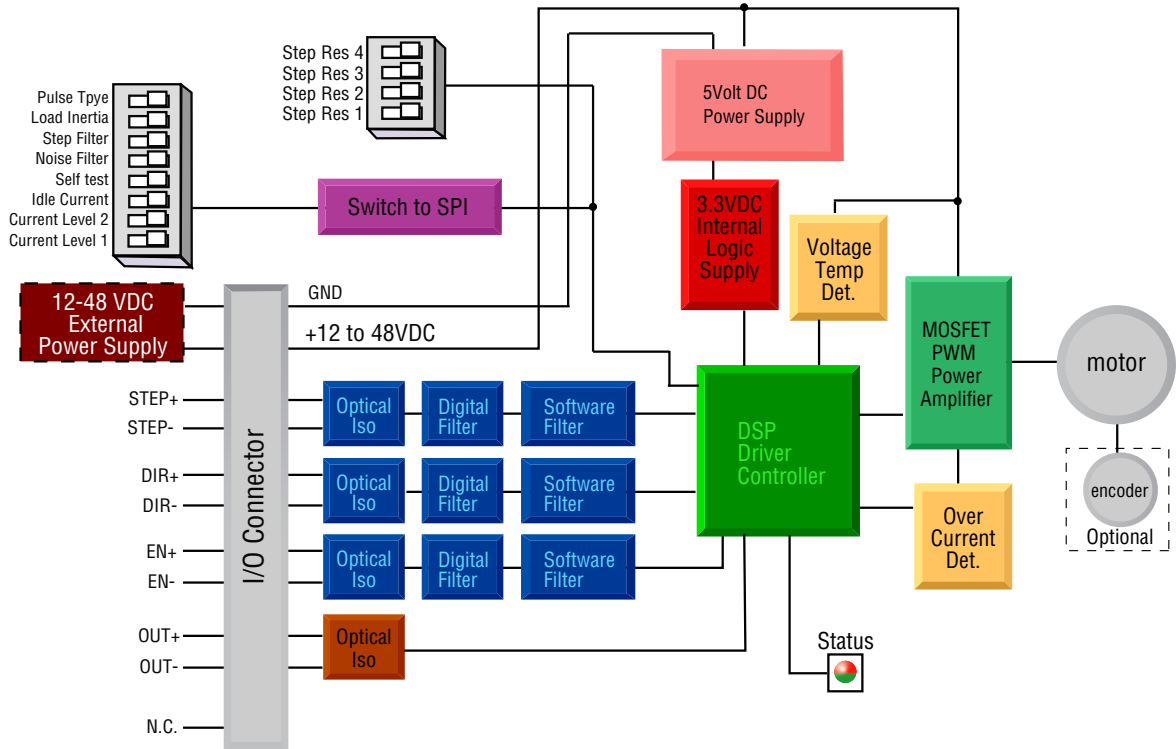 Step Res 4
Step Res 3
Step Res 2
Step Res 1
Pulse Tpye
Load Inertia
Step Filter
Noise Filter
Self test
Idle Current
Current Level 2
Current Level 1
Switch to SPI
5Volt DC
Power Supply
3.3VDC
Internal
Logic
Supply
Voltage
Temp
Det.
12-48 VDC
External
Power Supply
GND
+12 to 48VDC
I/O Connector
MOSFET
PWM
Power
Amplifier
motor
encoder
Optional
STEP+
STEP-
Optical
Iso
Digital
Filter
Software
Filter
DSP
Driver
Controller
DIR+
DIR-
Optical
Iso
Digital
Filter
Software
Filter
Over
Current
Det.
EN+
EN-
Optical
Iso
Digital
Filter
Software
Filter
OUT+
OUT-
Optical
Iso
Status
N.C.